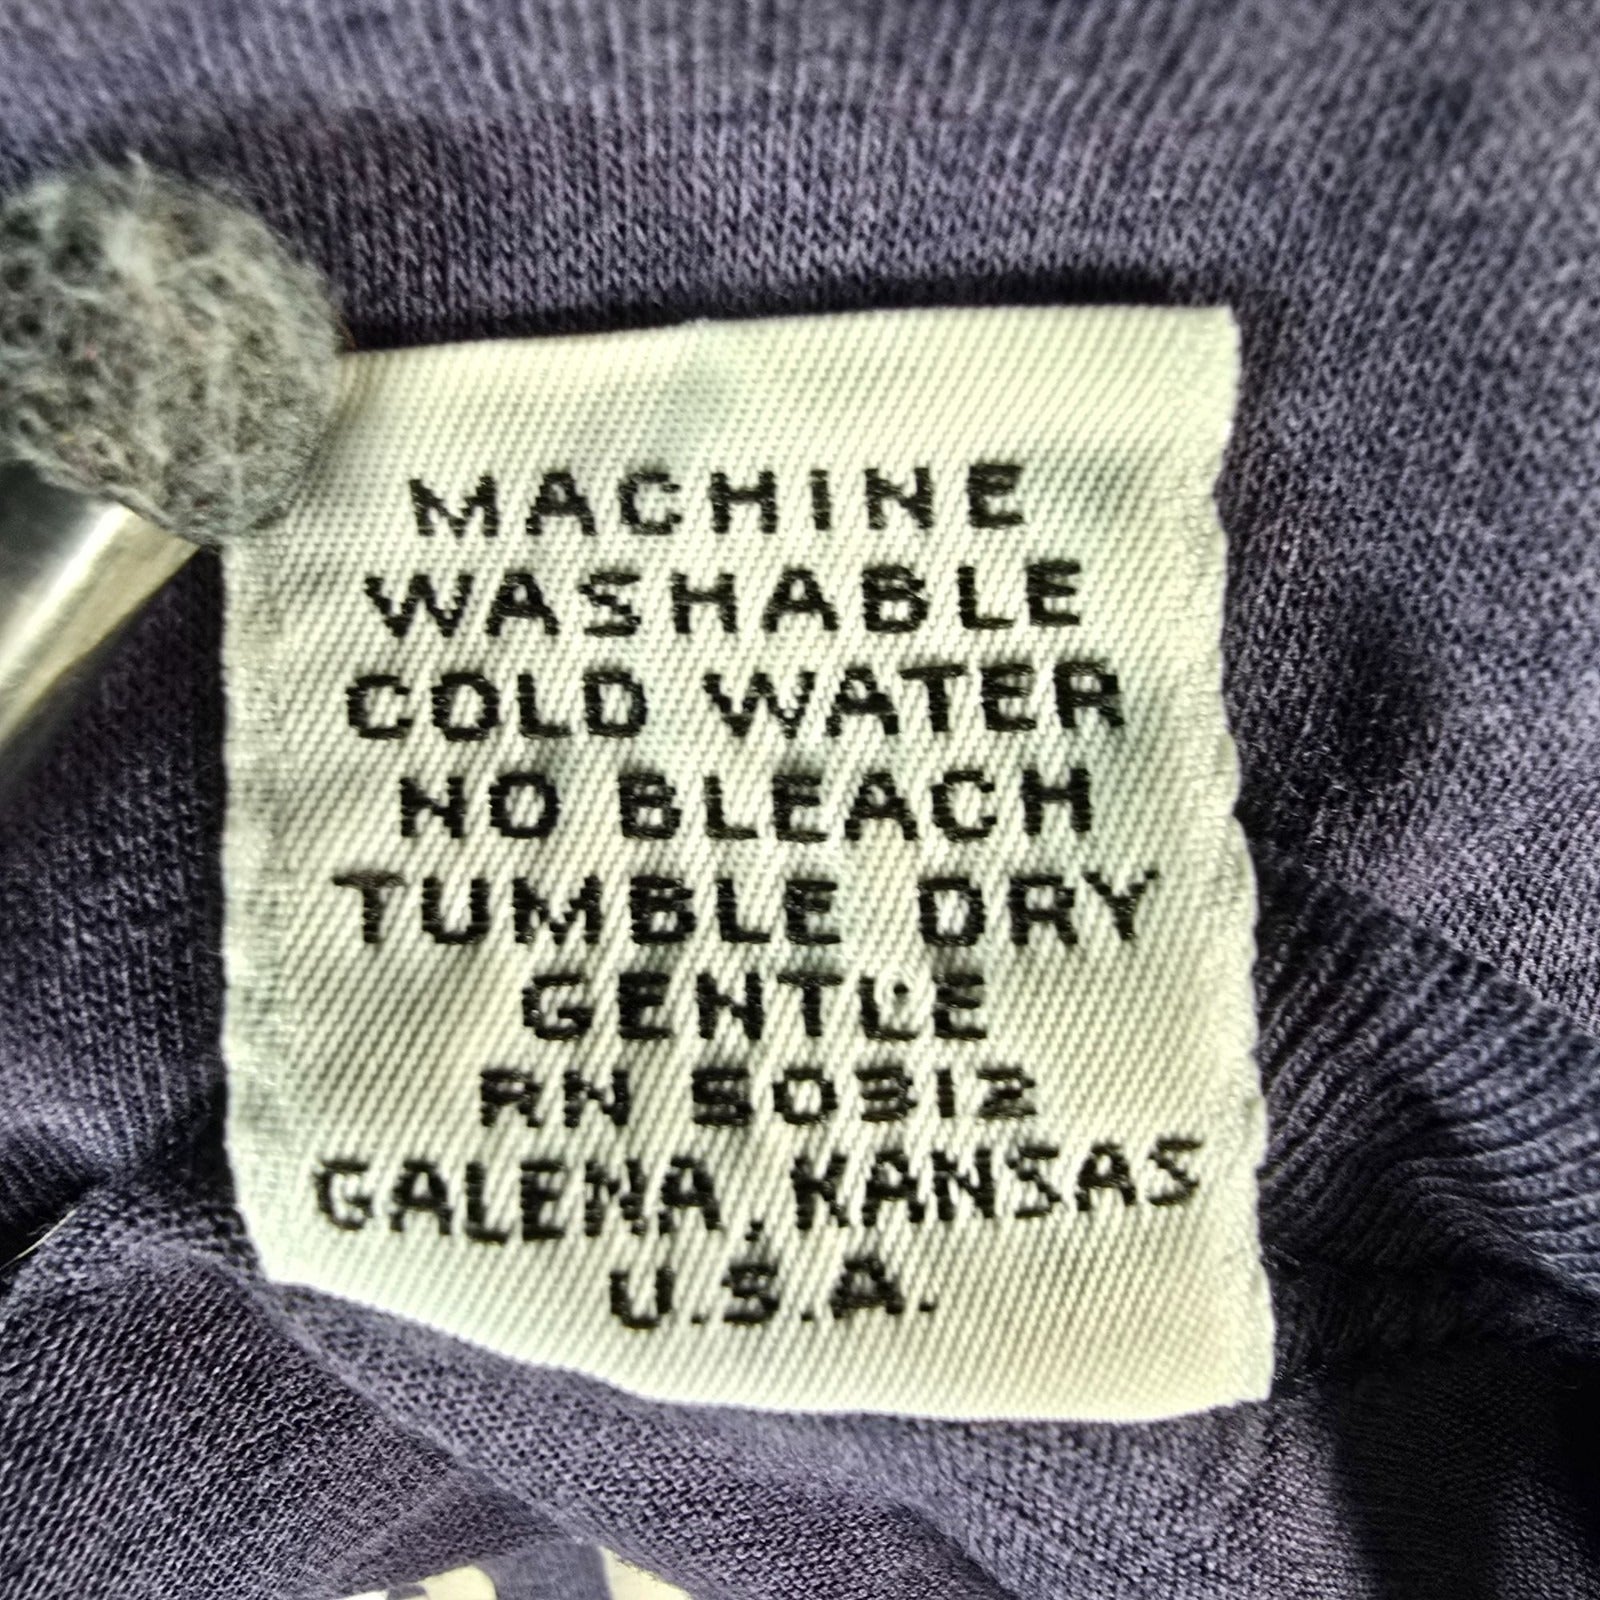 MACHINE
WASHABLE
COLD WATER
NO BLEACH
TUMBLE DRY
GENTLE
RN 50312
GALENA, KANSAS
U.S.A.